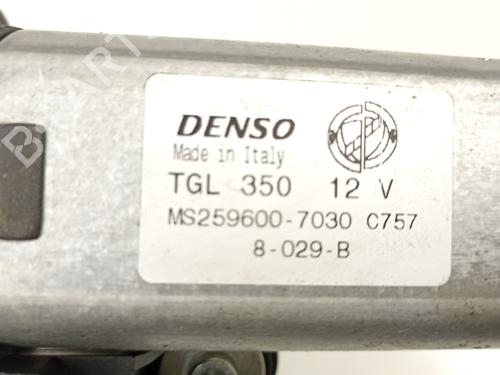 DENSO
Made in Italy
TGL 350 12 V
MS259600-7030 C757
8-029-B